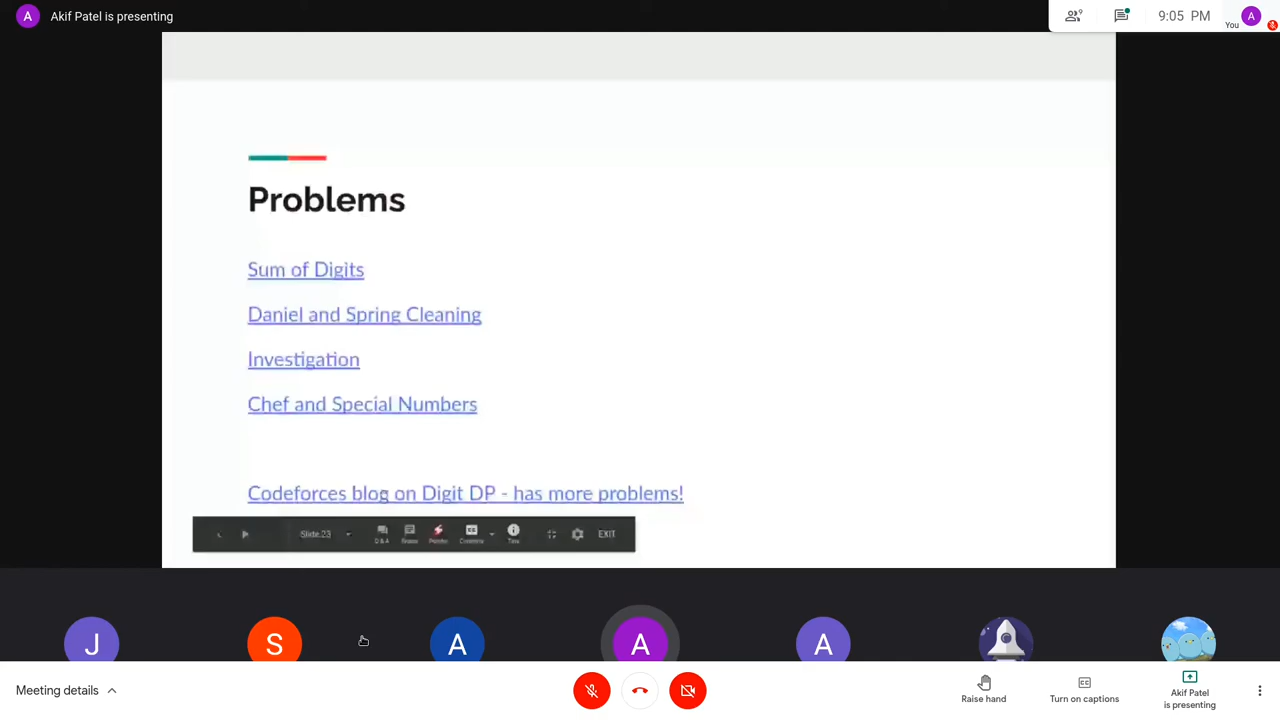 A Akif Patel is presenting
9
9:05 PM
You
A
Problems
Sum of Digits
Daniel and Spring Cleaning
Investigation
Chef and Special Numbers
Codeforces blog on Digit DP - has more problems!
Slide 23
Q & A
EXIT
J
S
A
A
A
Meeting details
Raise hand
CC
Turn on captions
Akif Patel
is presenting